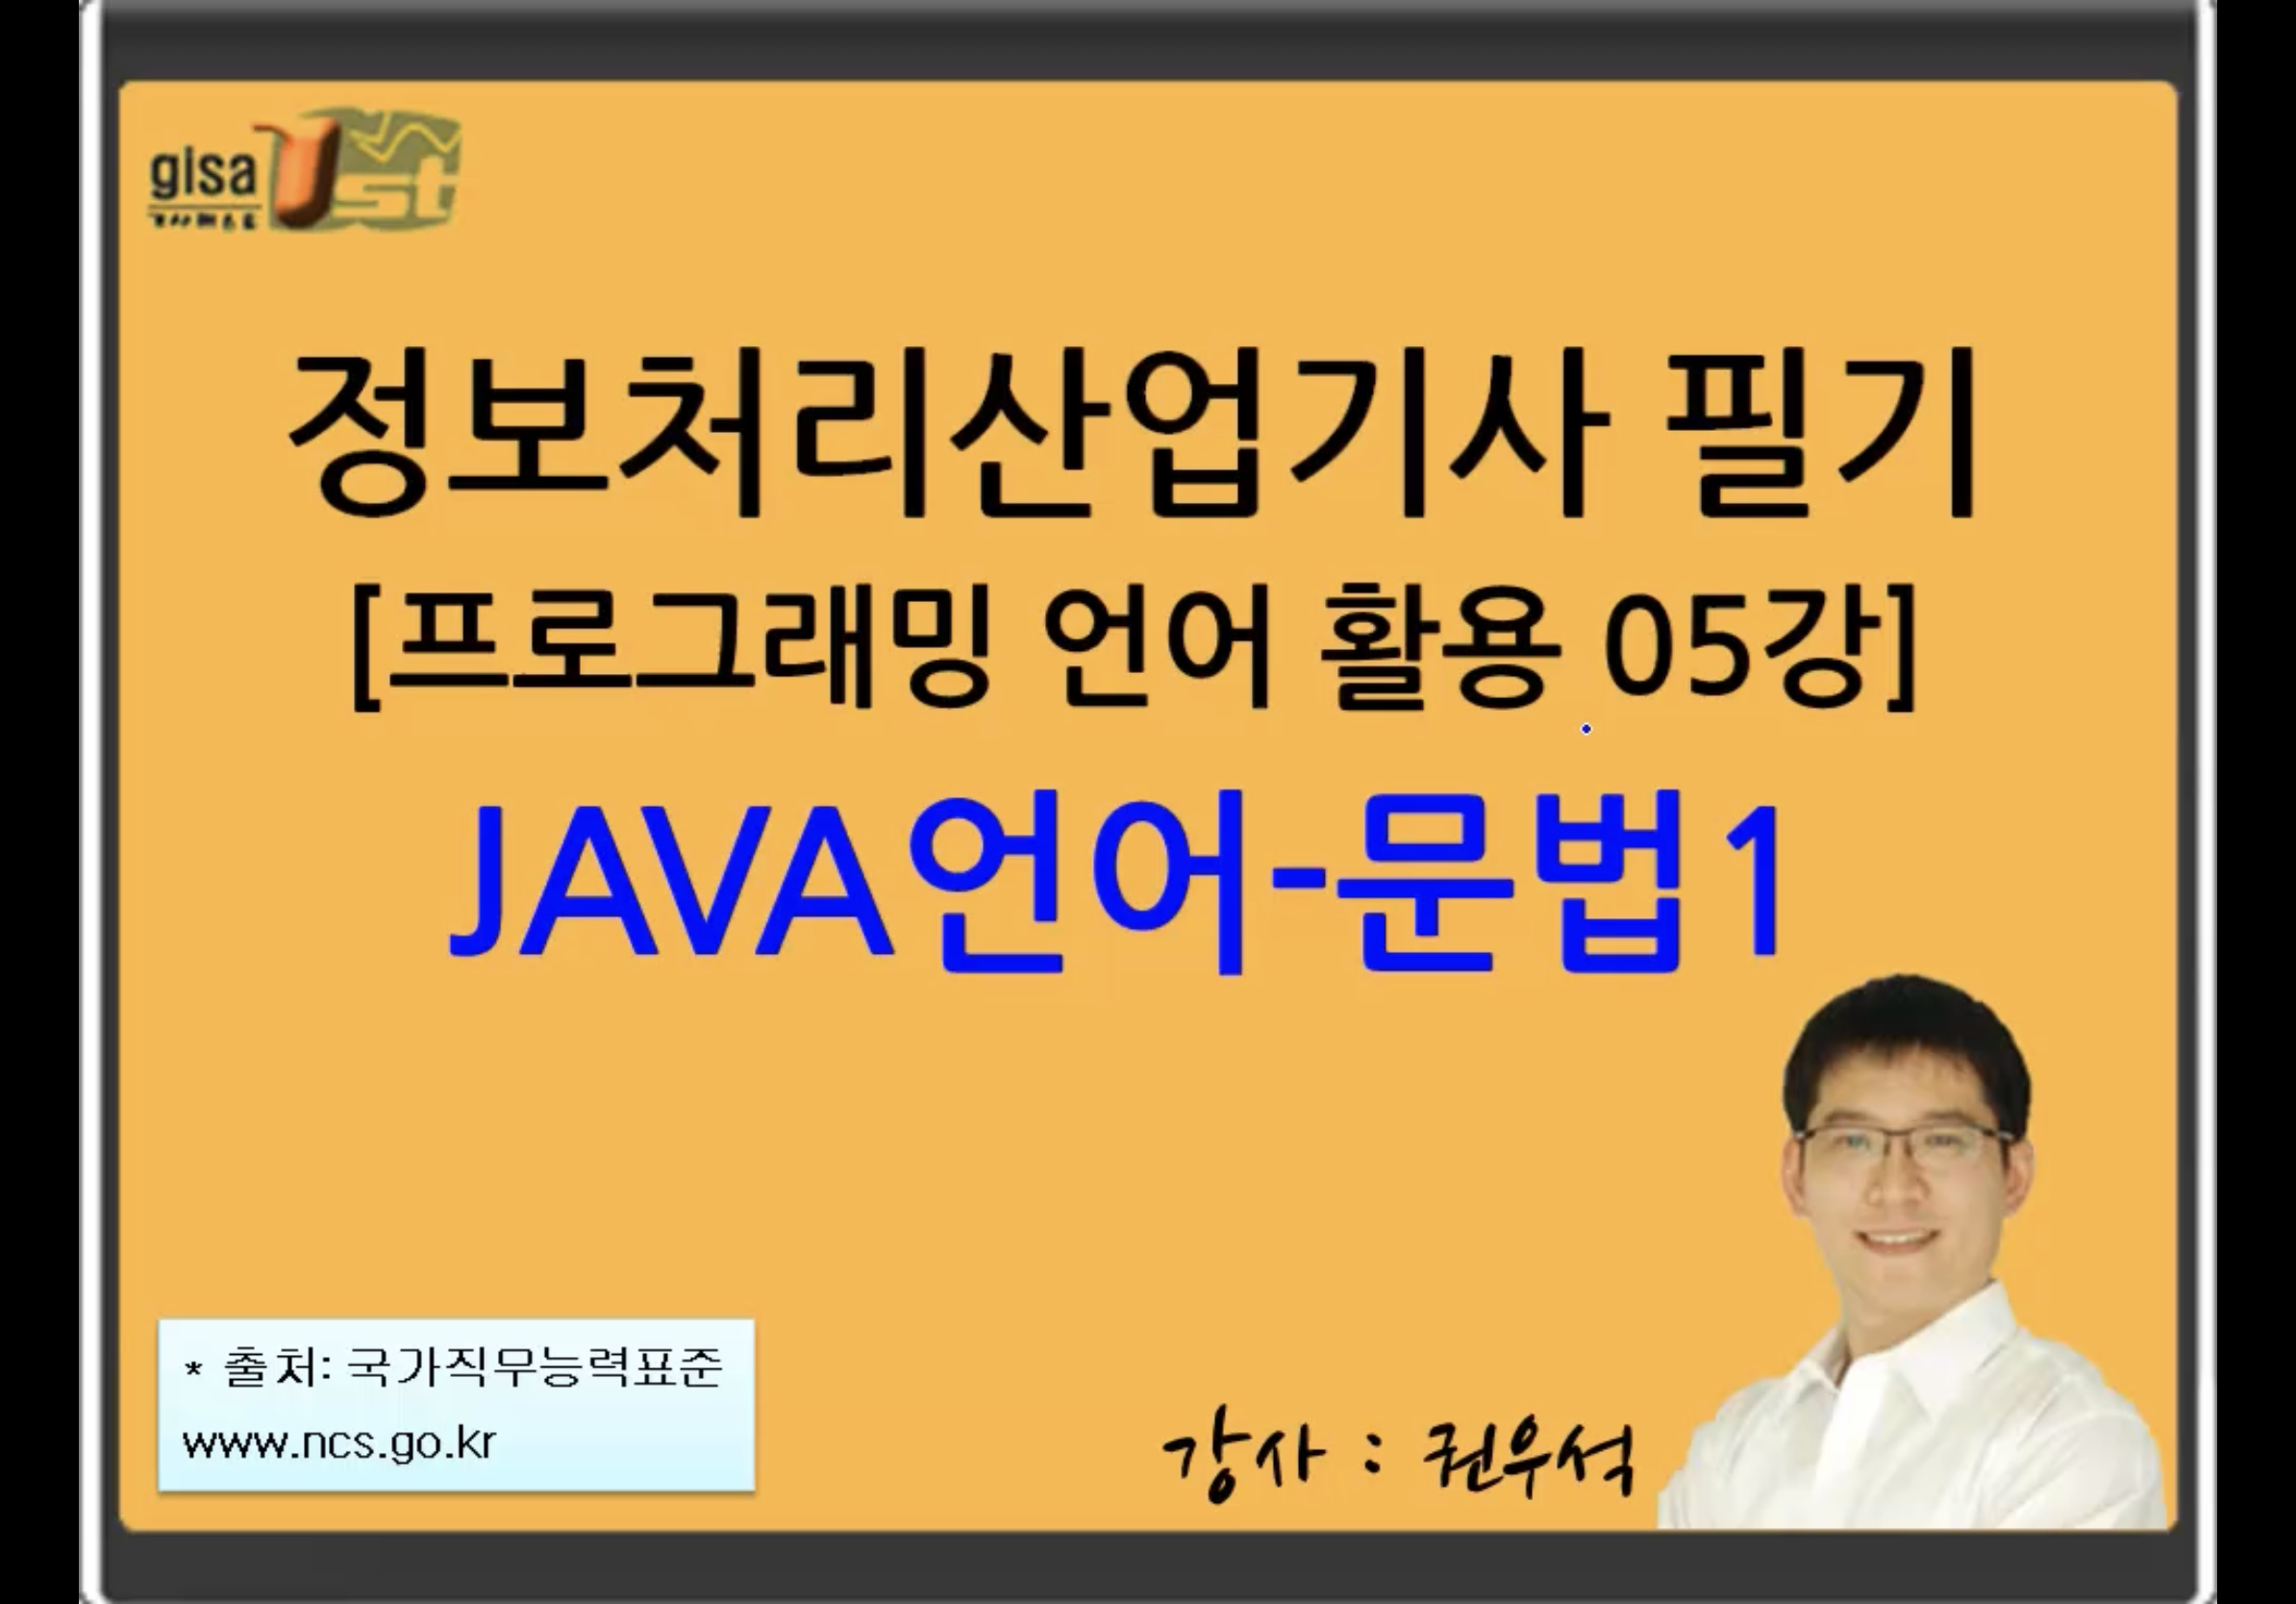 gisa
st
정보처리산업기사 필기
[프로그래밍 언어 활용 05강]
JAVA언어-문법1
* 출처: 국가직무능력표준
www.ncs.go.kr
강사 : 권우석